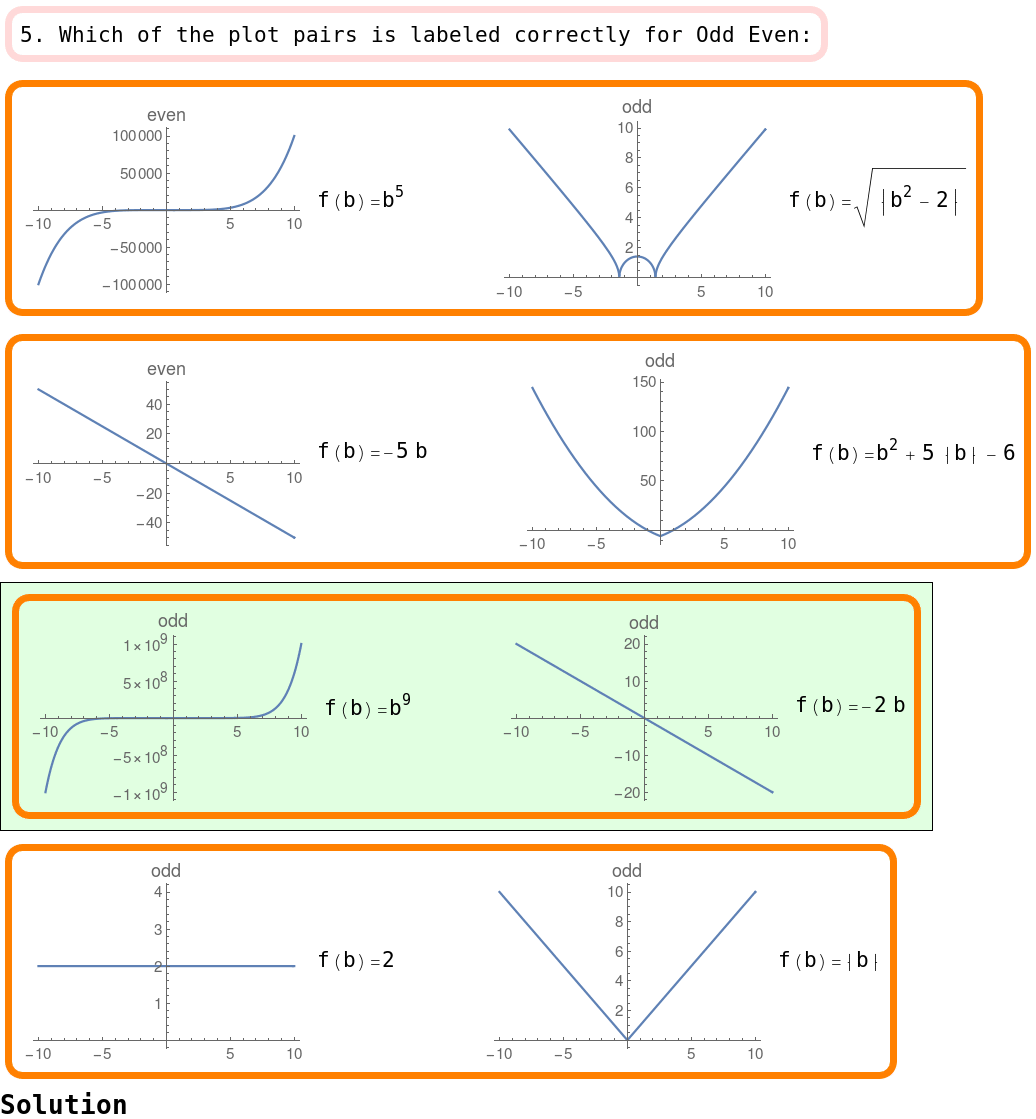 5. Which of the plot pairs is labeled correctly for Odd Even:
even
100 000
50 000
−10 −5 5 10
−50 000
−100 000
f(b)=b^5
odd
10
8
6
4
2
−10 −5 5 10
f(b)=√|b^2 − 2|
even
40
20
−10 −5 5 10
−20
−40
f(b)=−5 b
odd
150
100
50
−10 −5 5 10
f(b)=b^2 + 5 |b| − 6
odd
1×10^9
5×10^8
−10 −5 5 10
−5×10^8
−1×10^9
f(b)=b^9
odd
20
10
−10 −5 5 10
−10
−20
f(b)=−2 b
odd
4
3
2
1
−10 −5 5 10
f(b)=2
odd
10
8
6
4
2
−10 −5 5 10
f(b)=|b|
Solution